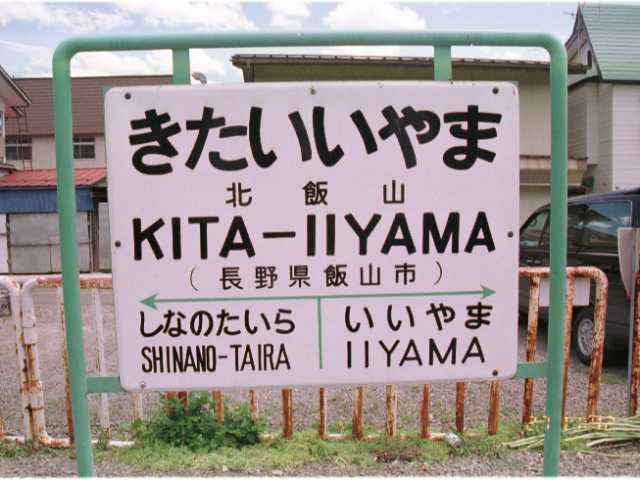 きたいいやま
北飯山
KITA-IIYAMA
(長野県飯山市)
しなのたいら いいやま
SHINANO-TAIRA IIYAMA